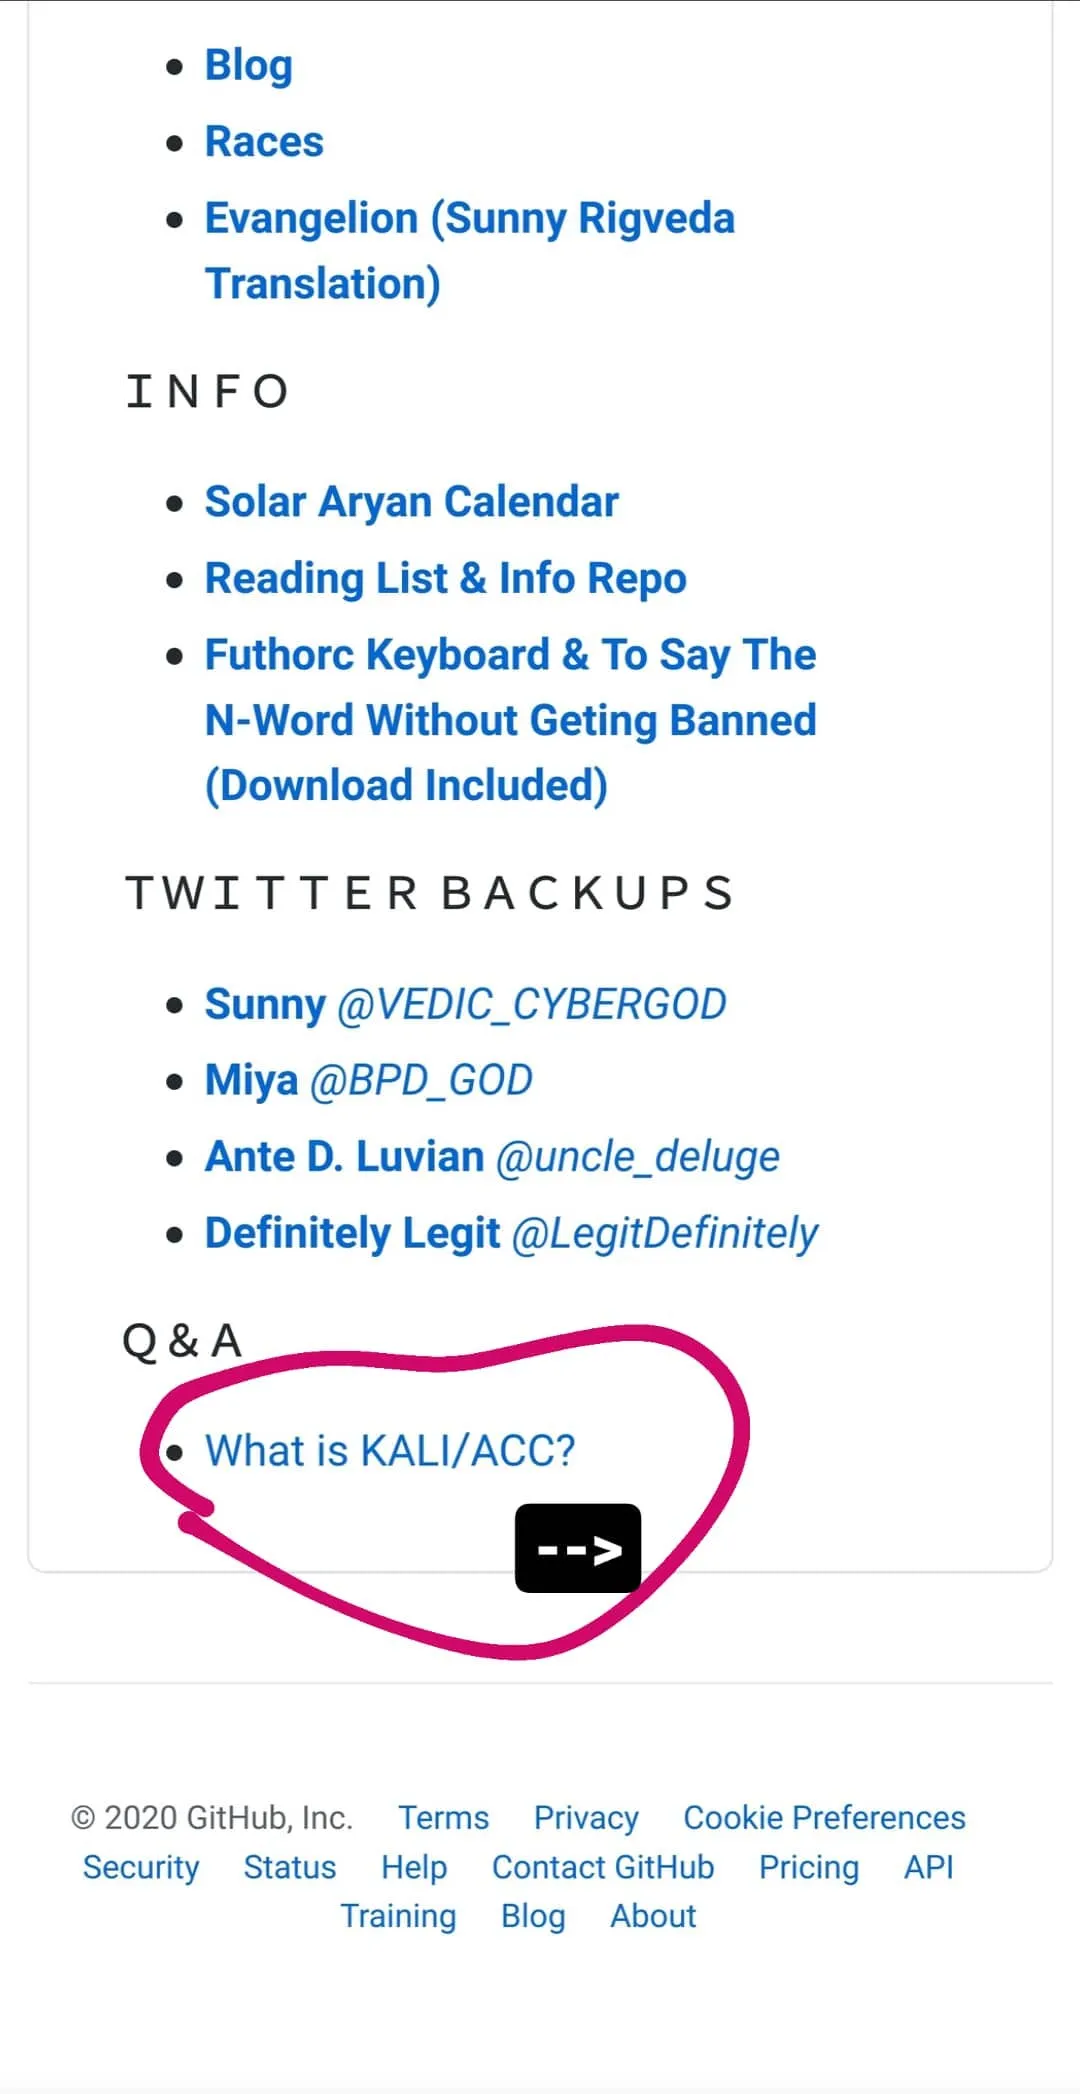 Blog
Races
Evangelion (Sunny Rigveda
Translation)
INFO
Solar Aryan Calendar
Reading List & Info Repo
Futhorc Keyboard & To Say The
N-Word Without Geting Banned
(Download Included)
TWITTER BACKUPS
Sunny @VEDIC_CYBERGOD
Miya @BPD_GOD
Ante D. Luvian @uncle_deluge
Definitely Legit @LegitDefinitely
Q&A
What is KALI/ACC?
-->
© 2020 GitHub, Inc. Terms Privacy Cookie Preferences
Security Status Help Contact GitHub Pricing API
Training Blog About